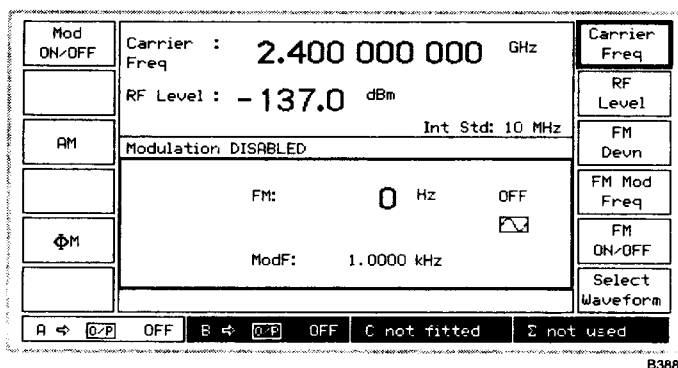 Mod
ON/OFF
AM
ΦM
Carrier : 2.400 000 000 GHz
Freq
RF Level : -137.0 dBm
Int Std: 10 MHz
Modulation DISABLED
FM: 0 Hz OFF
ModF: 1.0000 kHz
Carrier
Freq
RF
Level
FM
Devn
FM Mod
Freq
FM
ON/OFF
Select
Waveform
A ⇨ O/P OFF B ⇨ O/P OFF C not fitted Σ not used
B388